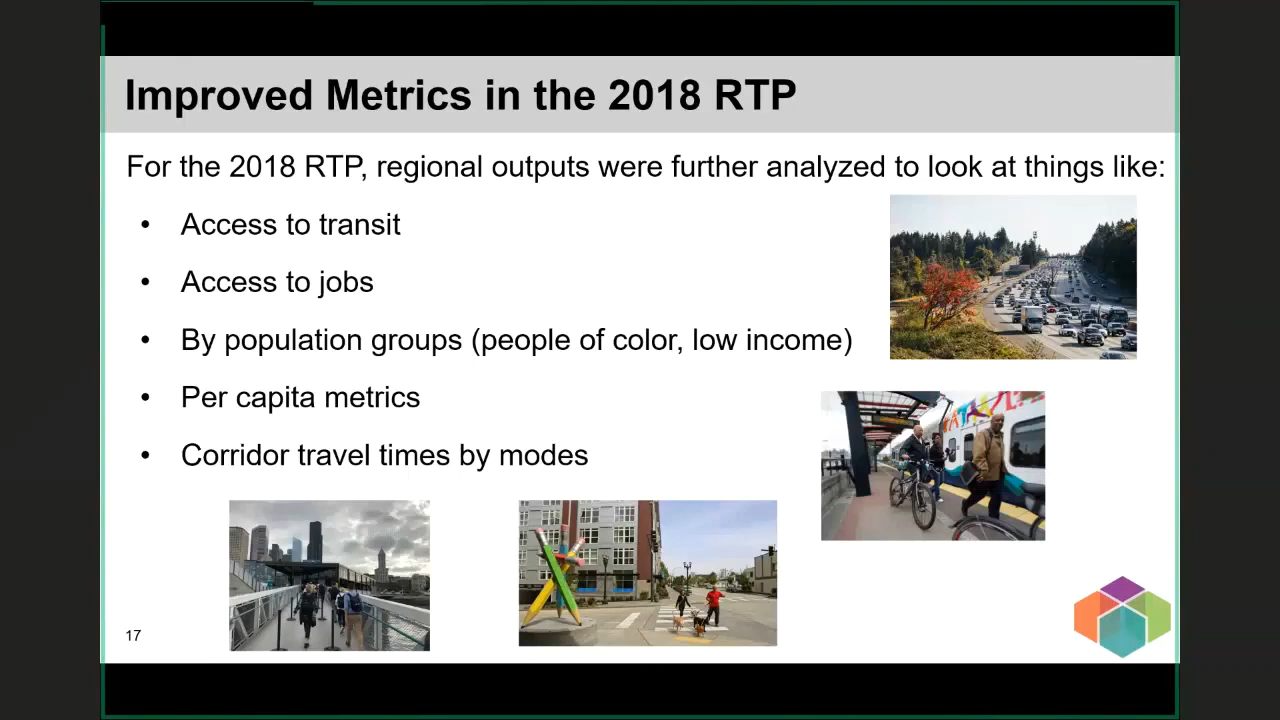 Improved Metrics in the 2018 RTP
For the 2018 RTP, regional outputs were further analyzed to look at things like:
• Access to transit
• Access to jobs
• By population groups (people of color, low income)
• Per capita metrics
• Corridor travel times by modes
17